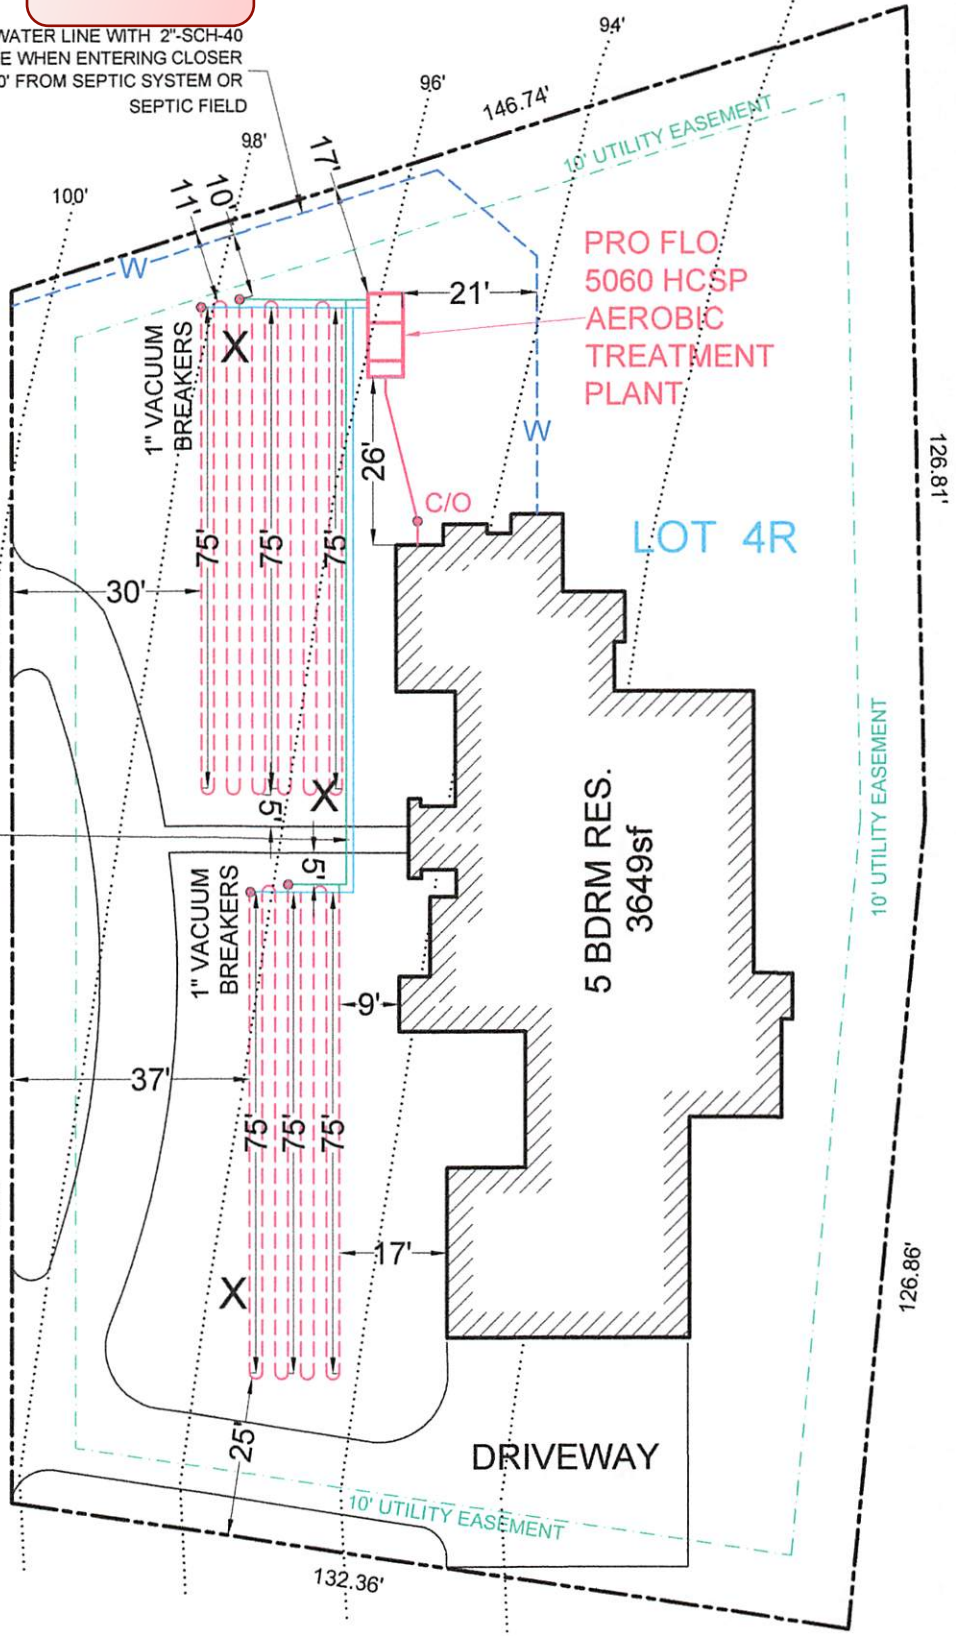 WATER LINE WITH 2"-SCH-40
E WHEN ENTERING CLOSER
0' FROM SEPTIC SYSTEM OR
SEPTIC FIELD
94'
96'
98'
100'
146.74'
10' UTILITY EASEMENT
17'
10'
11'
W
PRO FLO
5060 HCSP
AEROBIC
TREATMENT
PLANT
21'
1" VACUUM
BREAKERS
X
26'
W
C/O
LOT 4R
126.81'
75'
75'
75'
30'
5'
X
5'
1" VACUUM
BREAKERS
5 BDRM RES.
3649sf
10' UTILITY EASEMENT
9'
37'
75'
75'
75'
17'
X
126.86'
25'
DRIVEWAY
10' UTILITY EASEMENT
132.36'